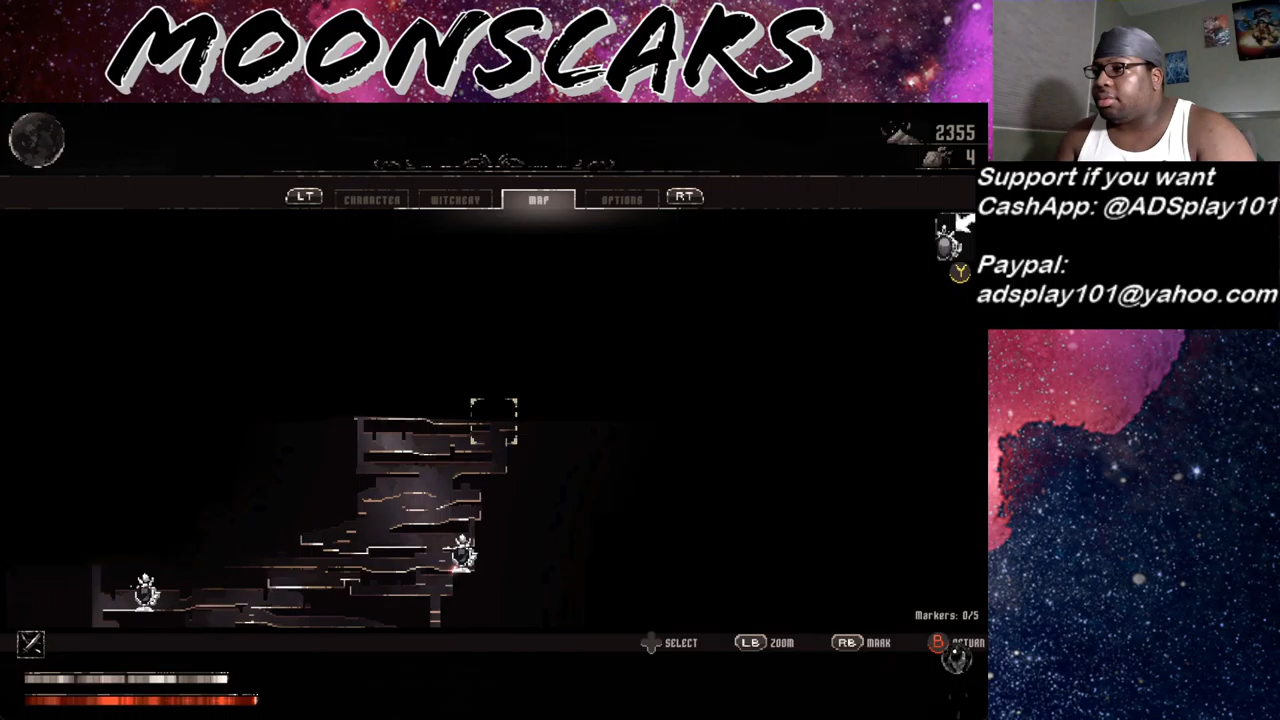 MOONSCARS
2355
4
LT CHARACTER WITCHERY MAP OPTIONS RT
Y
Support if you want
CashApp: @ADSplay101
Paypal:
adsplay101@yahoo.com
Markers: 0/5
SELECT LB ZOOM RB MARK B RETURN